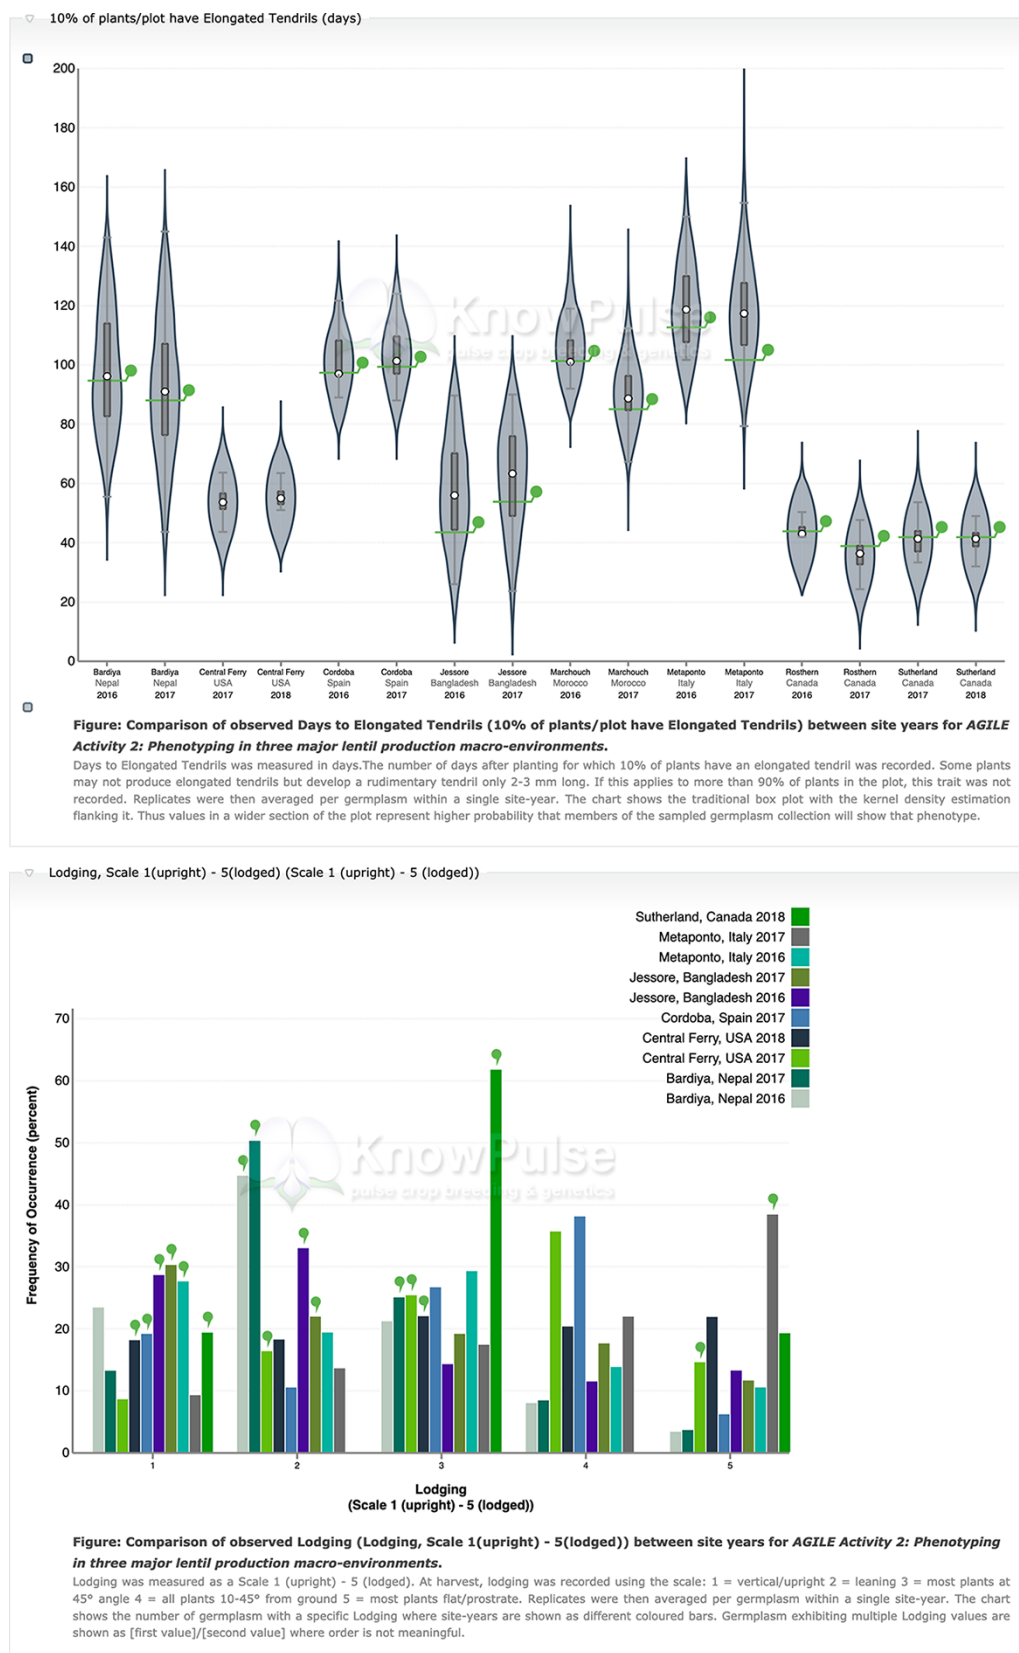 10% of plants/plot have Elongated Tendrils (days)
200
180
160
140
120
100
80
60
40
20
0
KnowPulse
pulse crop breeding & genetics
Bardiya Bardiya Central Ferry Central Ferry Cordoba Cordoba Jessore Jessore Marchouch Marchouch Metaponto Metaponto Rosthern Rosthern Sutherland Sutherland
Nepal Nepal USA USA Spain Spain Bangladesh Bangladesh Morocco Morocco Italy Italy Canada Canada Canada Canada
2016 2017 2017 2018 2016 2017 2016 2017 2016 2017 2016 2017 2016 2017 2017 2018
Figure: Comparison of observed Days to Elongated Tendrils (10% of plants/plot have Elongated Tendrils) between site years for AGILE
Activity 2: Phenotyping in three major lentil production macro-environments.
Days to Elongated Tendrils was measured in days.The number of days after planting for which 10% of plants have an elongated tendril was recorded. Some plants
may not produce elongated tendrils but develop a rudimentary tendril only 2-3 mm long. If this applies to more than 90% of plants in the plot, this trait was not
recorded. Replicates were then averaged per germplasm within a single site-year. The chart shows the traditional box plot with the kernel density estimation
flanking it. Thus values in a wider section of the plot represent higher probability that members of the sampled germplasm collection will show that phenotype.
Lodging, Scale 1(upright) - 5(lodged) (Scale 1 (upright) - 5 (lodged))
Sutherland, Canada 2018
Metaponto, Italy 2017
Metaponto, Italy 2016
Jessore, Bangladesh 2017
Jessore, Bangladesh 2016
Cordoba, Spain 2017
Central Ferry, USA 2018
Central Ferry, USA 2017
Bardiya, Nepal 2017
Bardiya, Nepal 2016
Frequency of Occurrence (percent)
70
60
50
40
30
20
10
0
KnowPulse
pulse crop breeding & genetics
1 2 3 4 5
Lodging
(Scale 1 (upright) - 5 (lodged))
Figure: Comparison of observed Lodging (Lodging, Scale 1(upright) - 5(lodged)) between site years for AGILE Activity 2: Phenotyping
in three major lentil production macro-environments.
Lodging was measured as a Scale 1 (upright) - 5 (lodged). At harvest, lodging was recorded using the scale: 1 = vertical/upright 2 = leaning 3 = most plants at
45° angle 4 = all plants 10-45° from ground 5 = most plants flat/prostrate. Replicates were then averaged per germplasm within a single site-year. The chart
shows the number of germplasm with a specific Lodging where site-years are shown as different coloured bars. Germplasm exhibiting multiple Lodging values are
shown as [first value]/[second value] where order is not meaningful.